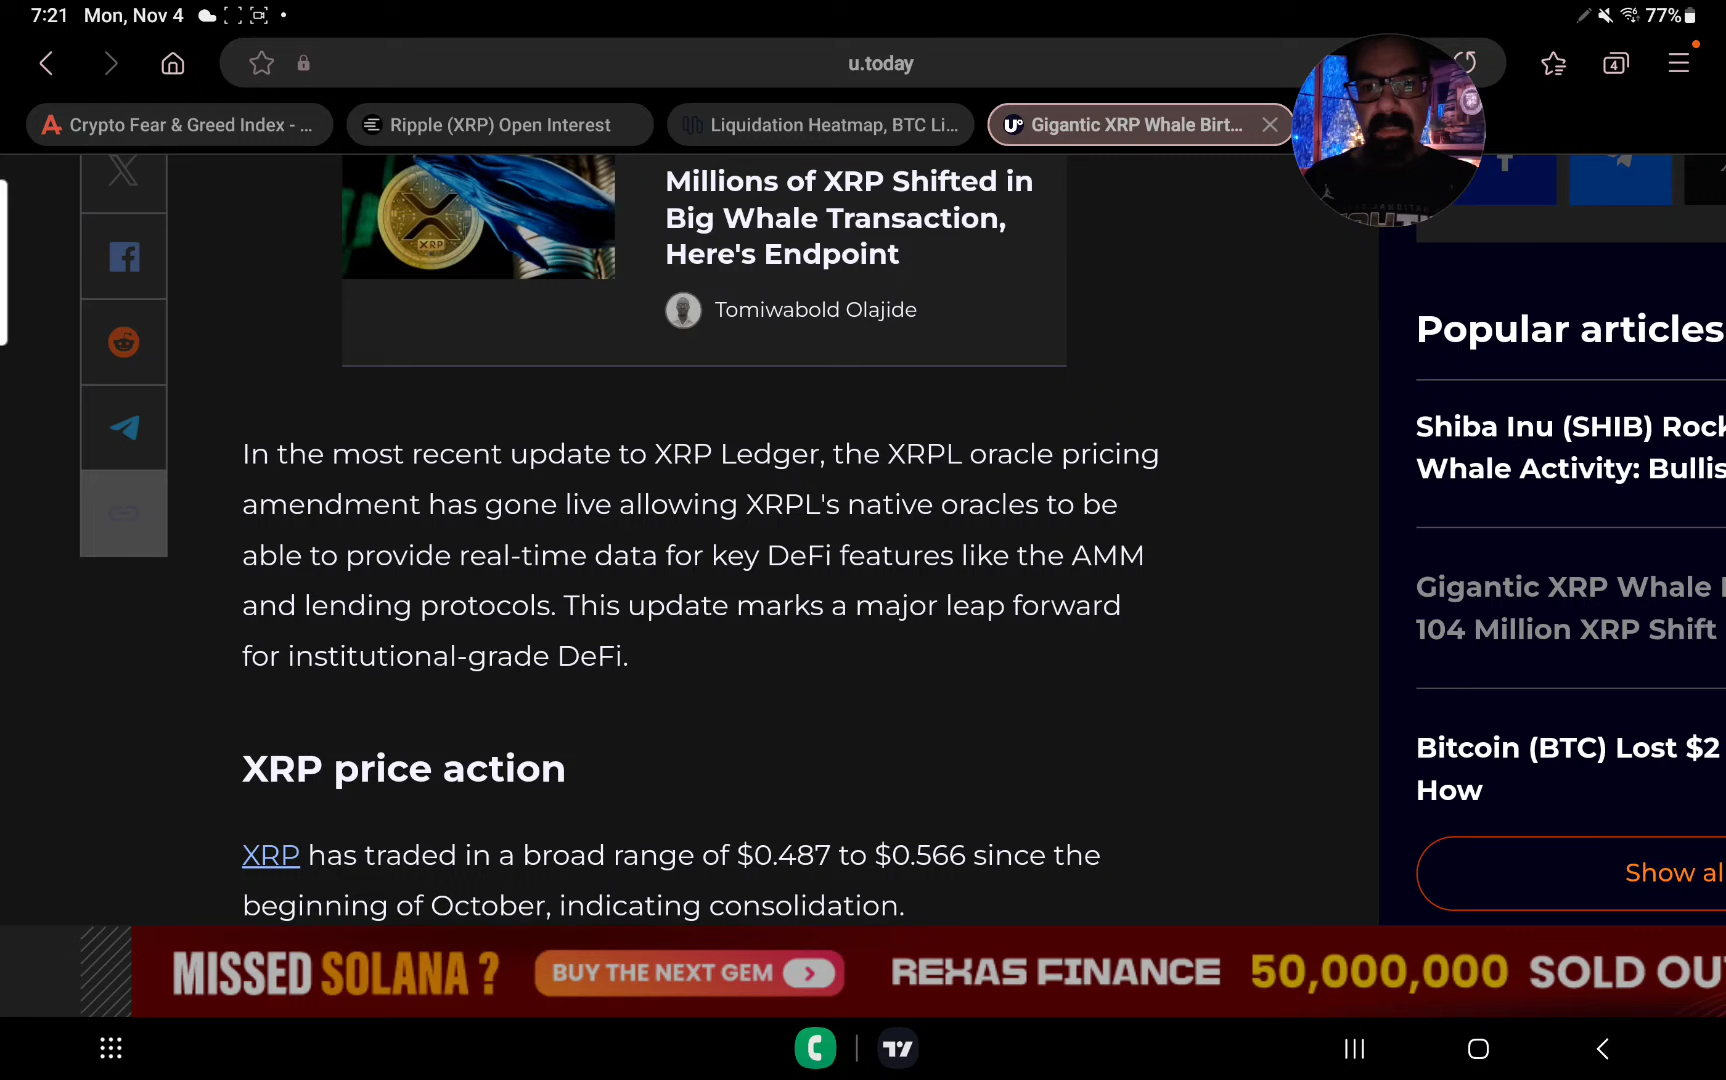 7:21 Mon, Nov 4
77%
u.today
4
Crypto Fear & Greed Index - ...
Ripple (XRP) Open Interest
Liquidation Heatmap, BTC Li...
Gigantic XRP Whale Birt...
Millions of XRP Shifted in
Big Whale Transaction,
Here's Endpoint
XRP
Tomiwabold Olajide
In the most recent update to XRP Ledger, the XRPL oracle pricing
amendment has gone live allowing XRPL's native oracles to be
able to provide real-time data for key DeFi features like the AMM
and lending protocols. This update marks a major leap forward
for institutional-grade DeFi.
XRP price action
XRP has traded in a broad range of $0.487 to $0.566 since the
beginning of October, indicating consolidation.
Popular articles
Shiba Inu (SHIB) Rock
Whale Activity: Bullis
Gigantic XRP Whale
104 Million XRP Shift
Bitcoin (BTC) Lost $2
How
Show al
MISSED SOLANA ?
BUY THE NEXT GEM
REXAS FINANCE
50,000,000 SOLD OU